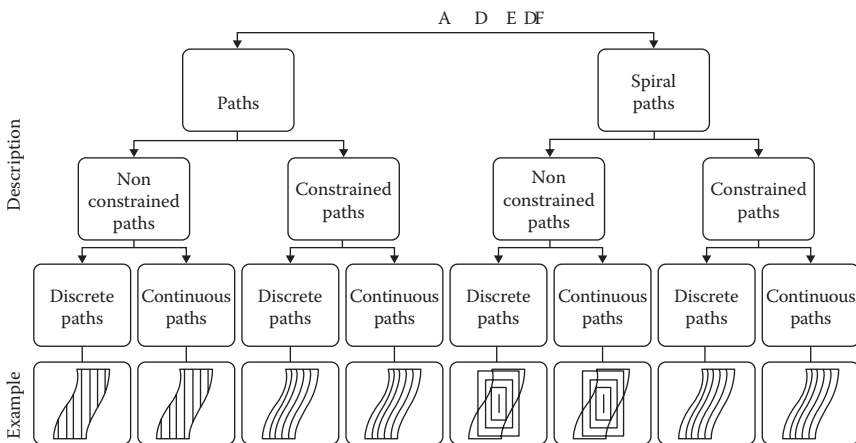 A D E DF
Paths
Spiral
paths
Description
Non
constrained
paths
Constrained
paths
Non
constrained
paths
Constrained
paths
Discrete
paths
Continuous
paths
Discrete
paths
Continuous
paths
Discrete
paths
Continuous
paths
Discrete
paths
Continuous
paths
Example